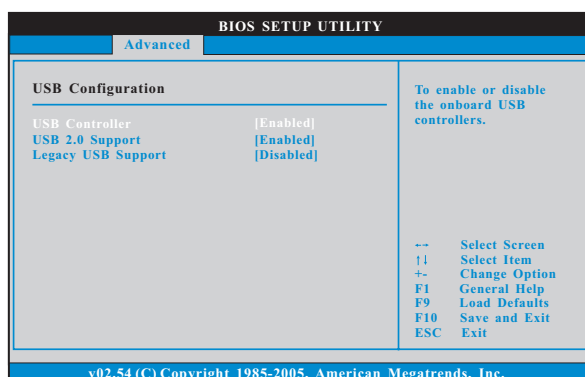 BIOS SETUP UTILITY
Advanced
USB Configuration
USB Controller [Enabled]
USB 2.0 Support [Enabled]
Legacy USB Support [Disabled]
To enable or disable
the onboard USB
controllers.
←→ Select Screen
↑↓ Select Item
+- Change Option
F1 General Help
F9 Load Defaults
F10 Save and Exit
ESC Exit
v02.54 (C) Copyright 1985-2005, American Megatrends, Inc.